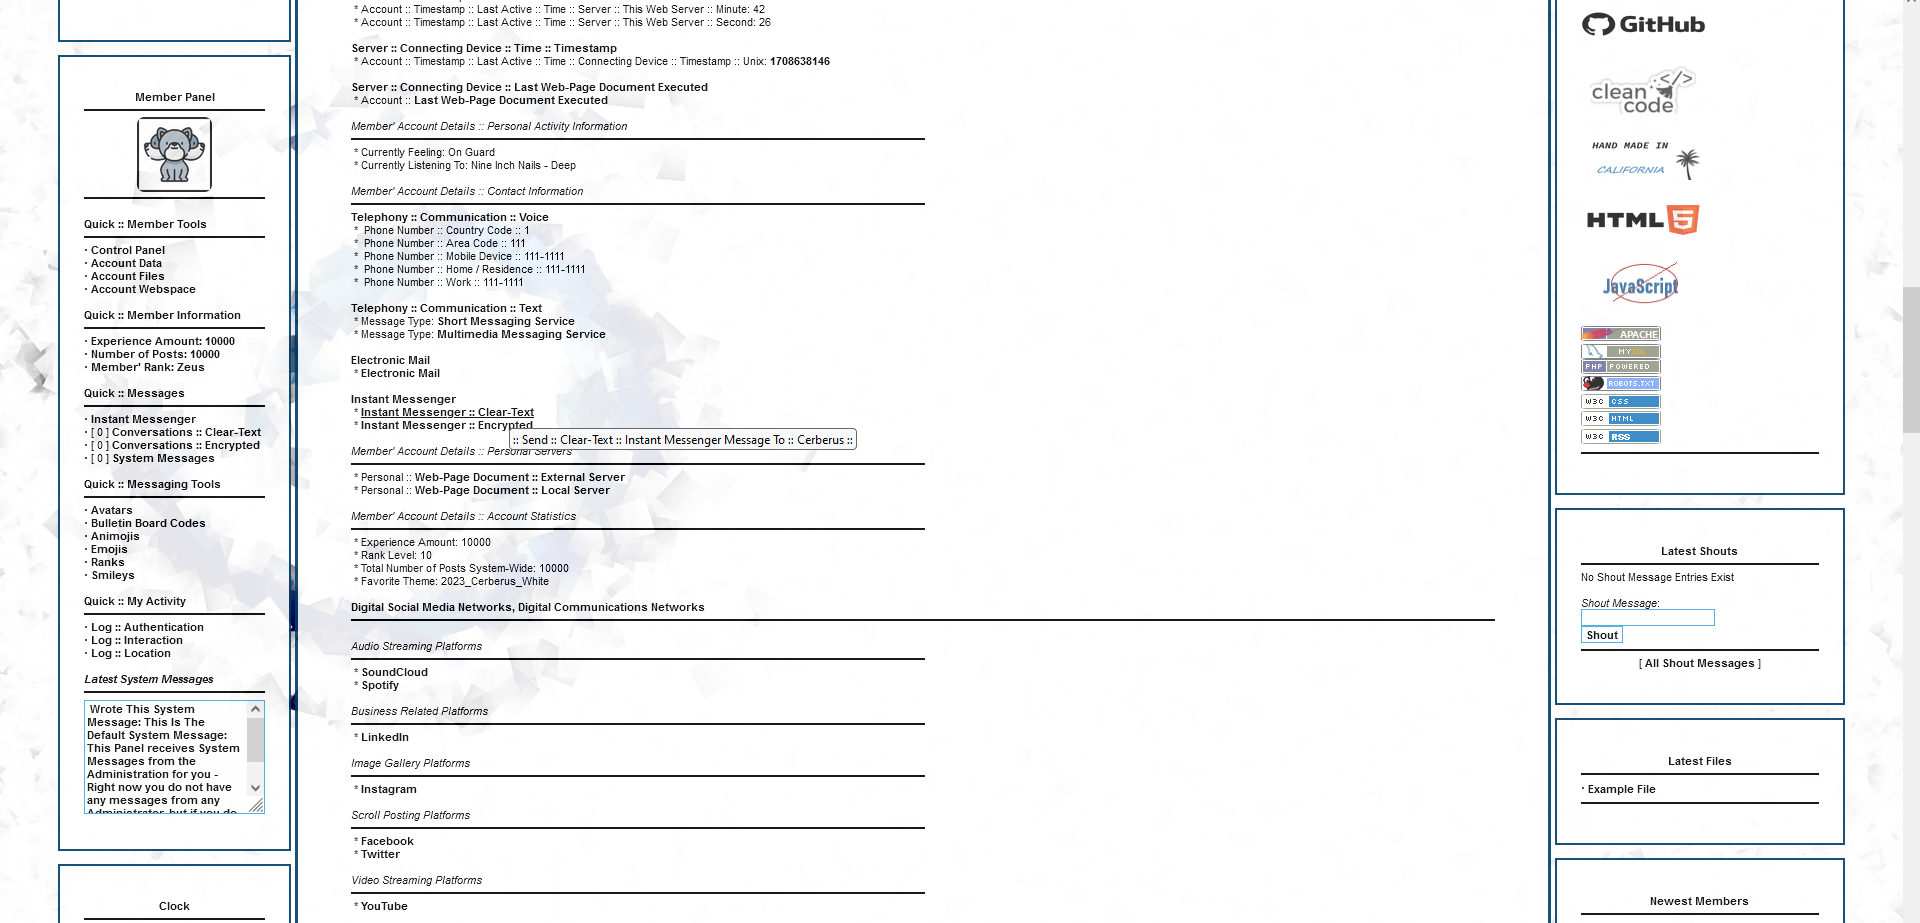 Member Panel
Quick :: Member Tools
· Control Panel
· Account Data
· Account Files
· Account Webspace
Quick :: Member Information
· Experience Amount: 10000
· Number of Posts: 10000
· Member' Rank: Zeus
Quick :: Messages
· Instant Messenger
· [ 0 ] Conversations :: Clear-Text
· [ 0 ] Conversations :: Encrypted
· [ 0 ] System Messages
Quick :: Messaging Tools
· Avatars
· Bulletin Board Codes
· Animojis
· Emojis
· Ranks
· Smileys
Quick :: My Activity
· Log :: Authentication
· Log :: Interaction
· Log :: Location
Latest System Messages
Wrote This System
Message: This Is The
Default System Message:
This Panel receives System
Messages from the
Administration for you -
Right now you do not have
any messages from any
Administrator, but if you do
Clock
* Account :: Timestamp :: Last Active :: Time :: Server :: This Web Server :: Minute: 42
* Account :: Timestamp :: Last Active :: Time :: Server :: This Web Server :: Second: 26
Server :: Connecting Device :: Time :: Timestamp
* Account :: Timestamp :: Last Active :: Time :: Connecting Device :: Timestamp :: Unix: 1708638146
Server :: Connecting Device :: Last Web-Page Document Executed
* Account :: Last Web-Page Document Executed
Member' Account Details :: Personal Activity Information
* Currently Feeling: On Guard
* Currently Listening To: Nine Inch Nails - Deep
Member' Account Details :: Contact Information
Telephony :: Communication :: Voice
* Phone Number :: Country Code :: 1
* Phone Number :: Area Code :: 111
* Phone Number :: Mobile Device :: 111-1111
* Phone Number :: Home / Residence :: 111-1111
* Phone Number :: Work :: 111-1111
Telephony :: Communication :: Text
* Message Type: Short Messaging Service
* Message Type: Multimedia Messaging Service
Electronic Mail
* Electronic Mail
Instant Messenger
* Instant Messenger :: Clear-Text
* Instant Messenger :: Encrypted
:: Send :: Clear-Text :: Instant Messenger Message To :: Cerberus ::
Member' Account Details :: Personal Servers
* Personal :: Web-Page Document :: External Server
* Personal :: Web-Page Document :: Local Server
Member' Account Details :: Account Statistics
* Experience Amount: 10000
* Rank Level: 10
* Total Number of Posts System-Wide: 10000
* Favorite Theme: 2023_Cerberus_White
Digital Social Media Networks, Digital Communications Networks
Audio Streaming Platforms
* SoundCloud
* Spotify
Business Related Platforms
* LinkedIn
Image Gallery Platforms
* Instagram
Scroll Posting Platforms
* Facebook
* Twitter
Video Streaming Platforms
* YouTube
GitHub
clean </>
code
HAND MADE IN
CALIFORNIA
HTML 5
JavaScript
APACHE
MYSQL
PHP POWERED
ROBOTS.TXT
W3C CSS
W3C HTML
W3C RSS
Latest Shouts
No Shout Message Entries Exist
Shout Message:
Shout
[ All Shout Messages ]
Latest Files
· Example File
Newest Members